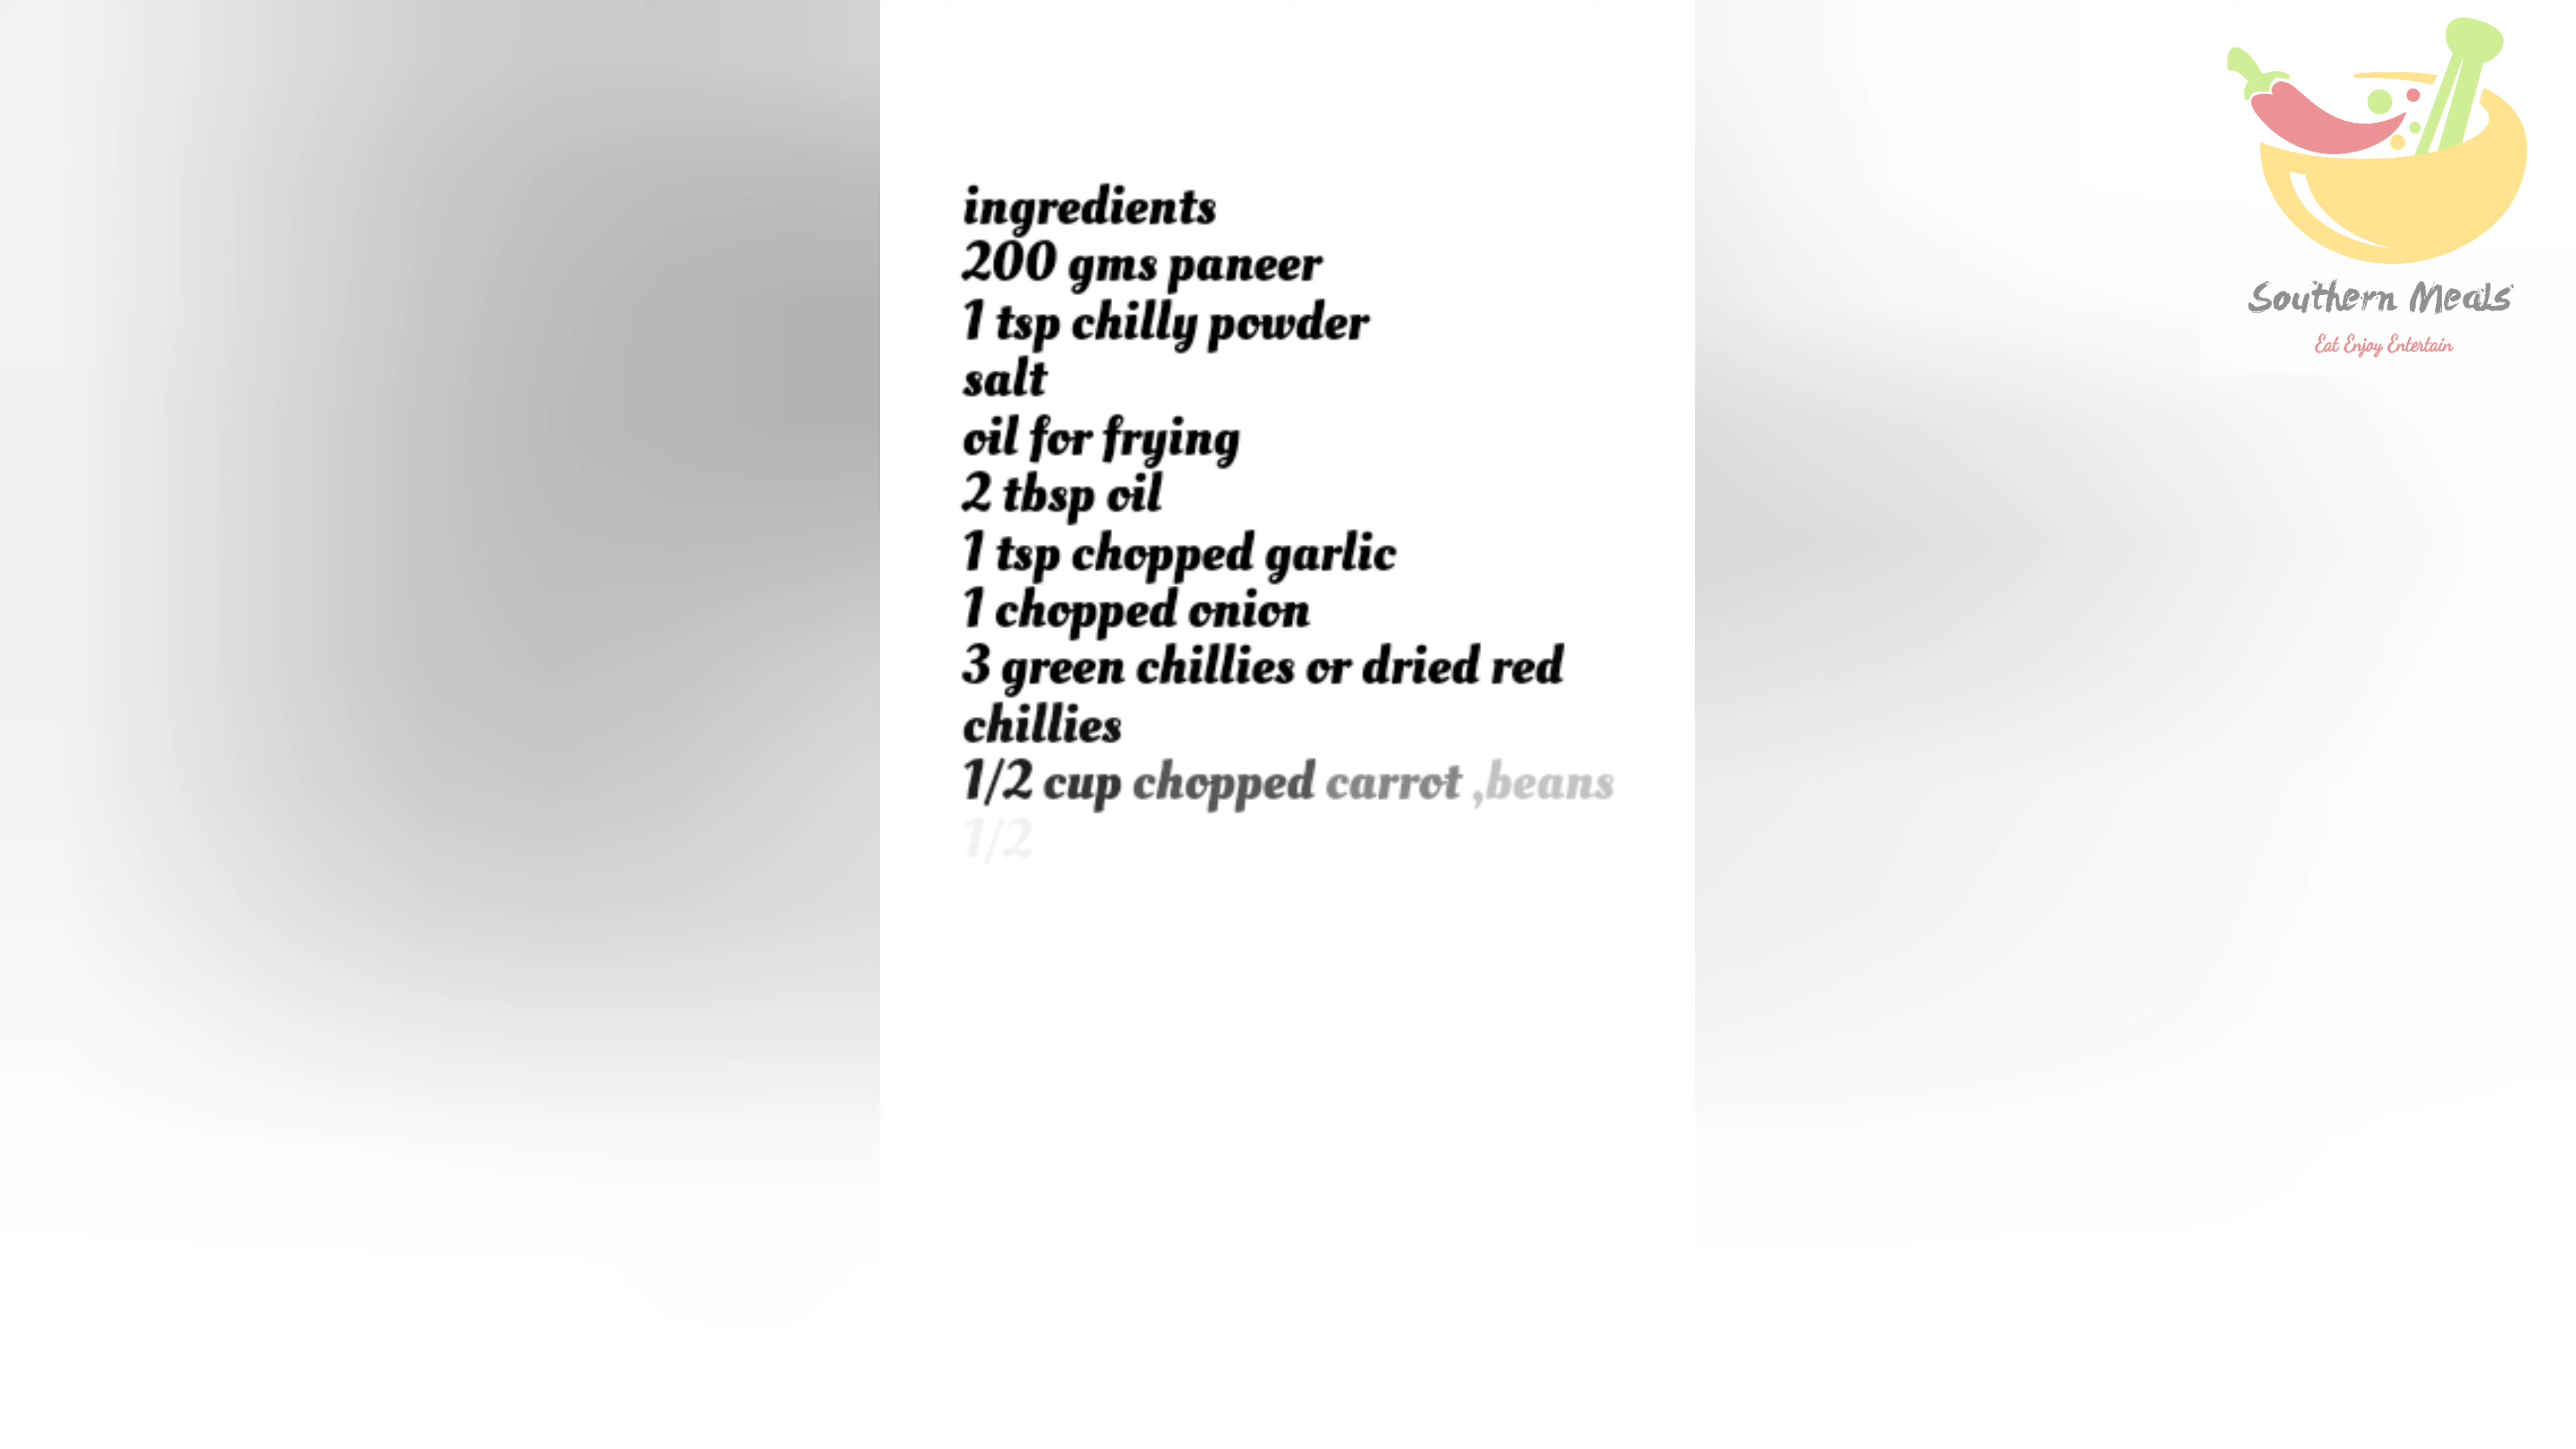 ingredients
200 gms paneer
1 tsp chilly powder
salt
oil for frying
2 tbsp oil
1 tsp chopped garlic
1 chopped onion
3 green chillies or dried red
chillies
1/2 cup chopped carrot ,beans
1/2
Southern Meals
Eat Enjoy Entertain